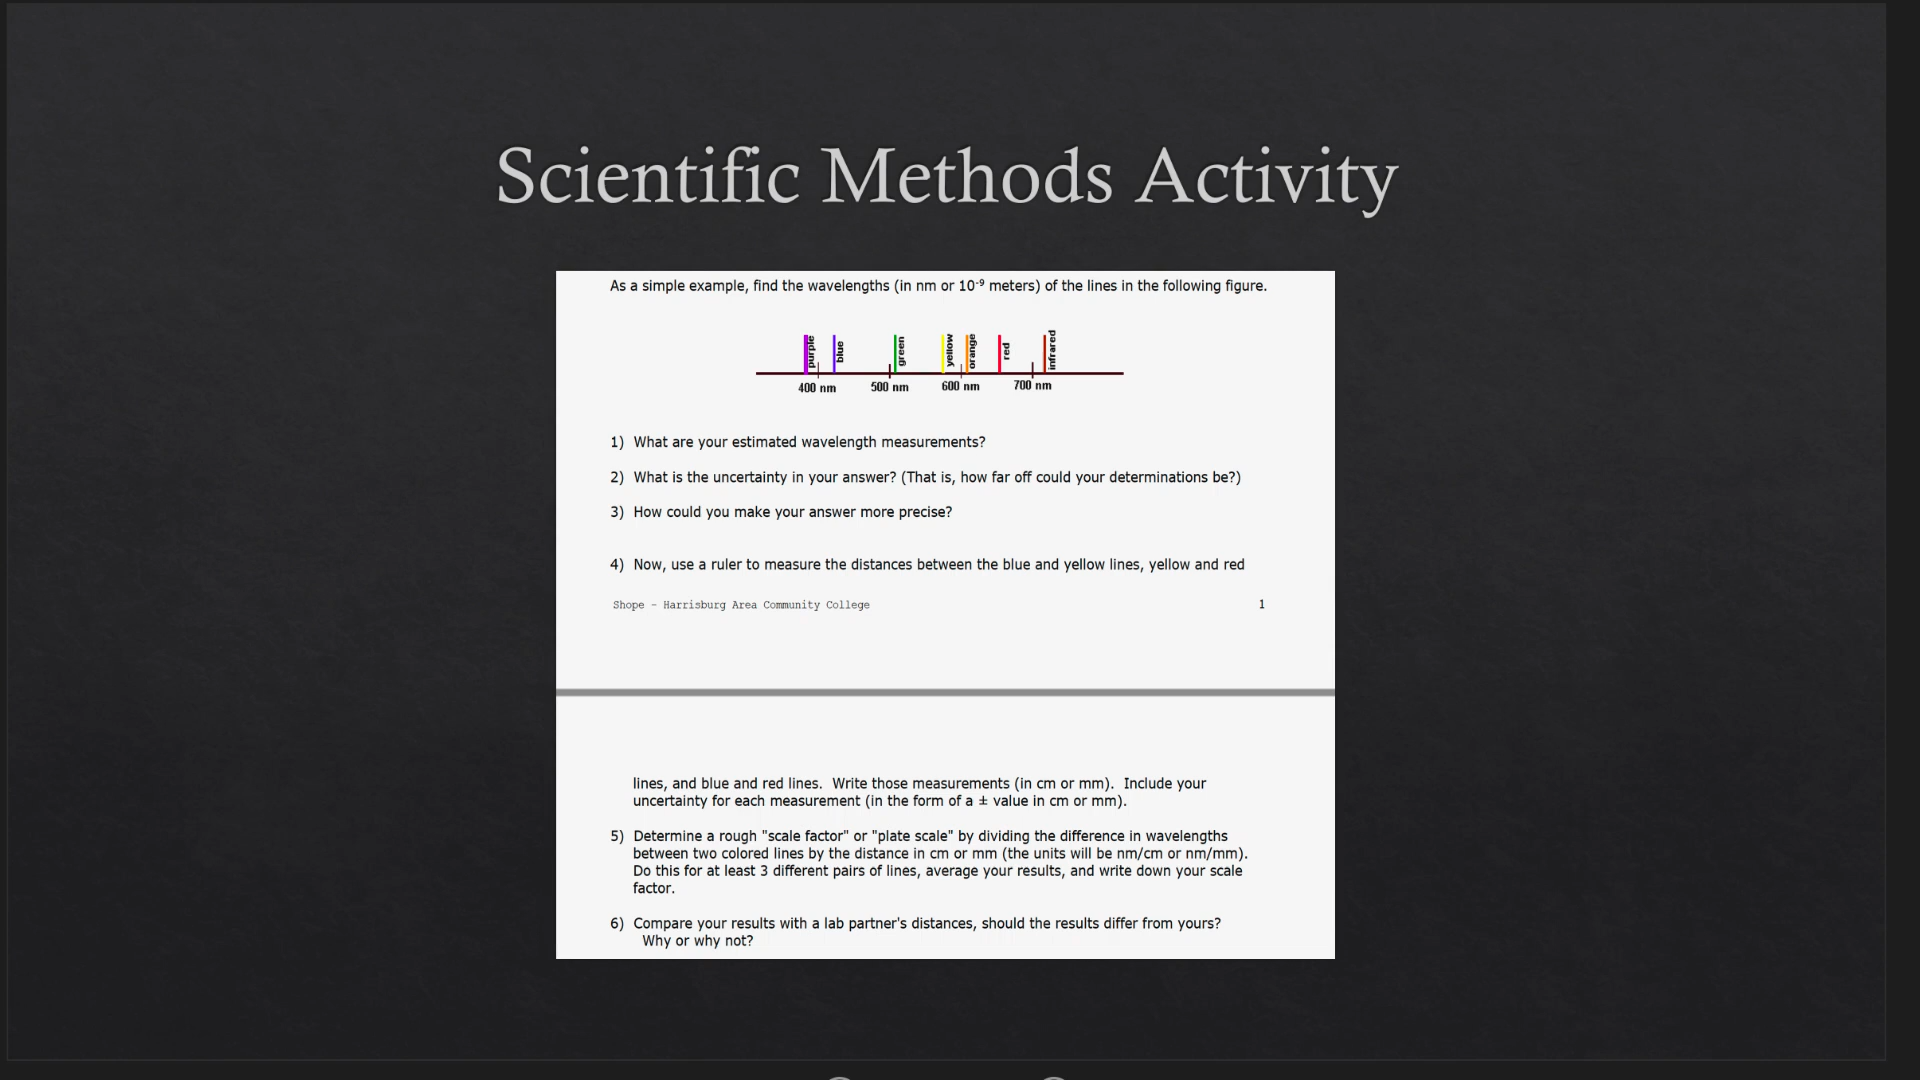 Scientific Methods Activity
As a simple example, find the wavelengths (in nm or 10⁻⁹ meters) of the lines in the following figure.
purple blue green yellow orange red infrared
400 nm 500 nm 600 nm 700 nm
1) What are your estimated wavelength measurements?
2) What is the uncertainty in your answer? (That is, how far off could your determinations be?)
3) How could you make your answer more precise?
4) Now, use a ruler to measure the distances between the blue and yellow lines, yellow and red
Shope - Harrisburg Area Community College 1
lines, and blue and red lines. Write those measurements (in cm or mm). Include your
uncertainty for each measurement (in the form of a ± value in cm or mm).
5) Determine a rough "scale factor" or "plate scale" by dividing the difference in wavelengths
between two colored lines by the distance in cm or mm (the units will be nm/cm or nm/mm).
Do this for at least 3 different pairs of lines, average your results, and write down your scale
factor.
6) Compare your results with a lab partner's distances, should the results differ from yours?
Why or why not?